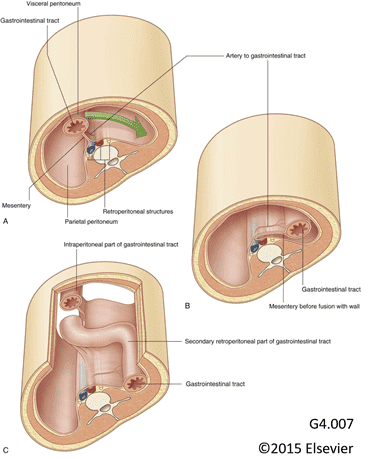 Visceral peritoneum
Gastrointestinal tract
Artery to gastrointestinal tract
Mesentery
Retroperitoneal structures
A
Parietal peritoneum
Intraperitoneal part of gastrointestinal tract
Gastrointestinal tract
B
Mesentery before fusion with wall
Secondary retroperitoneal part of gastrointestinal tract
Gastrointestinal tract
G4.007
C
©2015 Elsevier